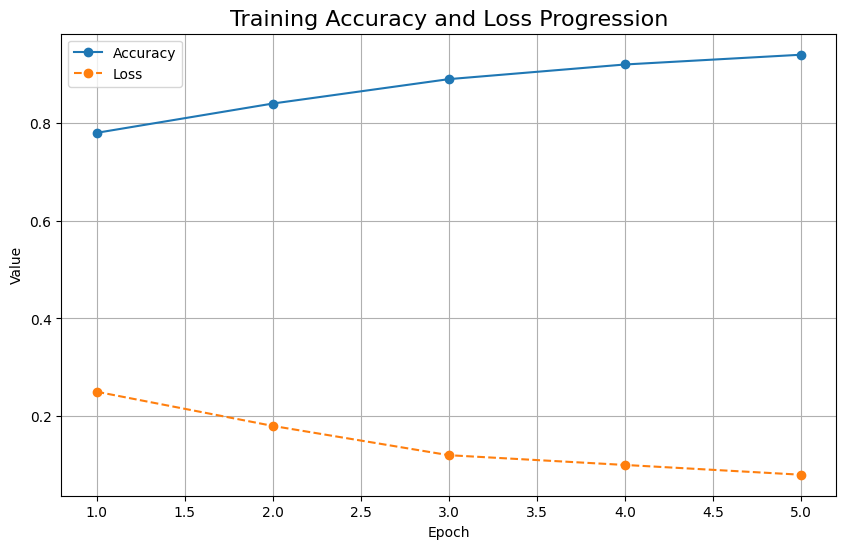 Training Accuracy and Loss Progression
Accuracy
Loss
0.8
0.6
0.4
0.2
Value
1.0 1.5 2.0 2.5 3.0 3.5 4.0 4.5 5.0
Epoch